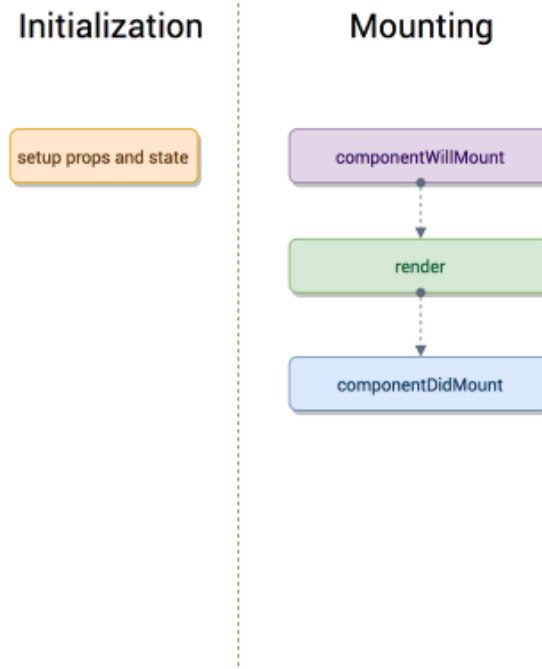 Initialization
Mounting
setup props and state
componentWillMount
render
componentDidMount